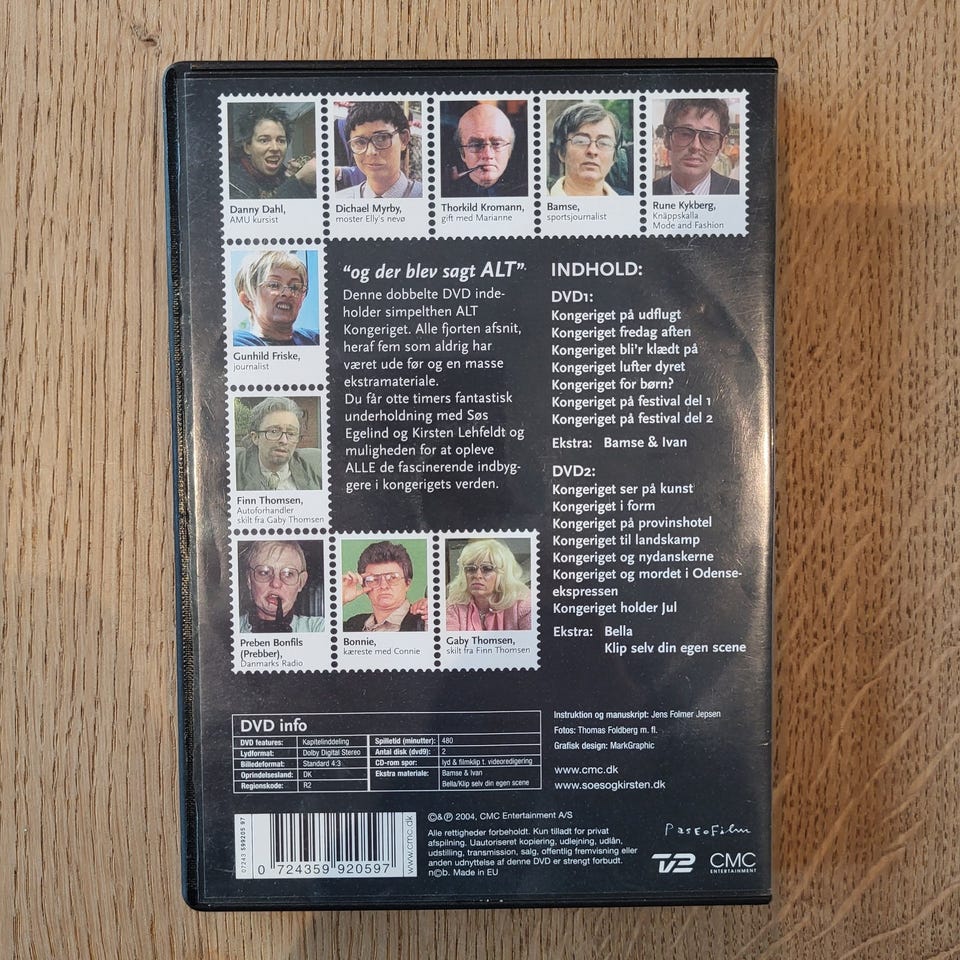 Danny Dahl,
AMU kursist
Dichael Myrby,
moster Elly's nevø
Thorkild Kromann,
gift med Marianne
Bamse,
sportsjournalist
Rune Kykberg,
Knäppskalla
Mode and Fashion
Gunhild Friske,
journalist
Finn Thomsen,
Autoforhandler
skilt fra Gaby Thomsen
Preben Bonfils
(Prebber),
Danmarks Radio
Bonnie,
kæreste med Connie
Gaby Thomsen,
skilt fra Finn Thomsen
"og der blev sagt ALT".
Denne dobbelte DVD inde-
holder simpelthen ALT
Kongeriget. Alle fjorten afsnit,
heraf fem som aldrig har
været ude før og en masse
ekstramateriale.
Du får otte timers fantastisk
underholdning med Søs
Egelind og Kirsten Lehfeldt og
muligheden for at opleve
ALLE de fascinerende indbyg-
gere i kongerigets verden.
INDHOLD:
DVD1:
Kongeriget på udflugt
Kongeriget fredag aften
Kongeriget bli'r klædt på
Kongeriget lufter dyret
Kongeriget for børn?
Kongeriget på festival del 1
Kongeriget på festival del 2
Ekstra: Bamse & Ivan
DVD2:
Kongeriget ser på kunst
Kongeriget i form
Kongeriget på provinshotel
Kongeriget til landskamp
Kongeriget og nydanskerne
Kongeriget og mordet i Odense-
ekspressen
Kongeriget holder Jul
Ekstra: Bella
Klip selv din egen scene
DVD info
DVD features: Kapitelinddeling
Lydformat: Dolby Digital Stereo
Billedeformat: Standard 4:3
Oprindelsesland: DK
Regionskode: R2
Spilletid (minutter): 480
Antal disk (dvd9): 2
CD-rom spor: lyd & filmklip t. videoredigering
Ekstra materiale: Bamse & Ivan
Bella/Klip selv din egen scene
Instruktion og manuskript: Jens Folmer Jepsen
Fotos: Thomas Foldberg m. fl.
Grafisk design: MarkGraphic
www.cmc.dk
www.soesogkirsten.dk
07243 599205 97
0 724359 920597
www.cmc.dk
©&℗ 2004, CMC Entertainment A/S
Alle rettigheder forbeholdt. Kun tilladt for privat
afspilning. Uautoriseret kopiering, udlejning, udlån,
udstilling, transmission, salg, offentlig fremvisning eller
anden udnyttelse af denne DVD er strengt forbudt.
n©b. Made in EU
PasEoFilm
TV2
CMC
ENTERTAINMENT